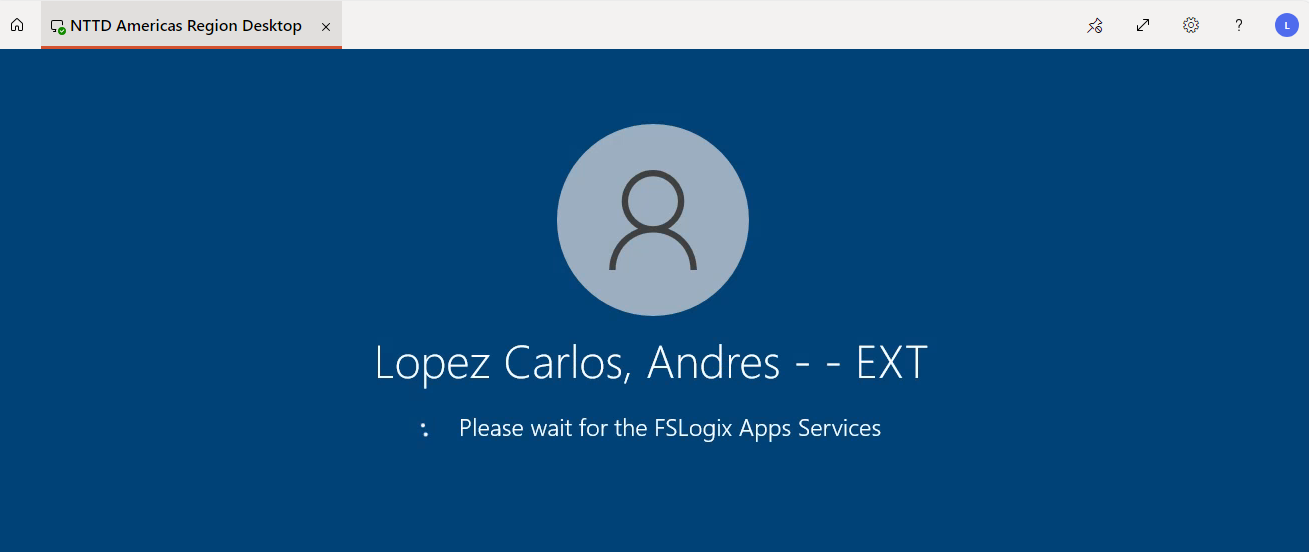 NTTD Americas Region Desktop
?
L
Lopez Carlos, Andres - - EXT
Please wait for the FSLogix Apps Services